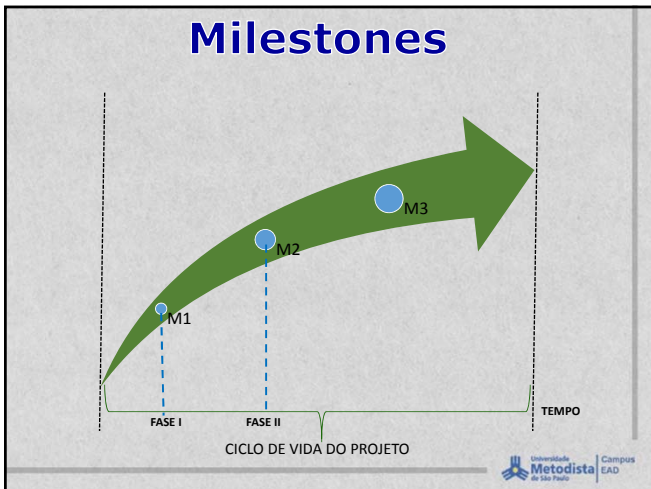 Milestones
M3
M2
M1
TEMPO
FASE I
FASE II
CICLO DE VIDA DO PROJETO
Universidade
Metodista
de São Paulo
Campus
EAD